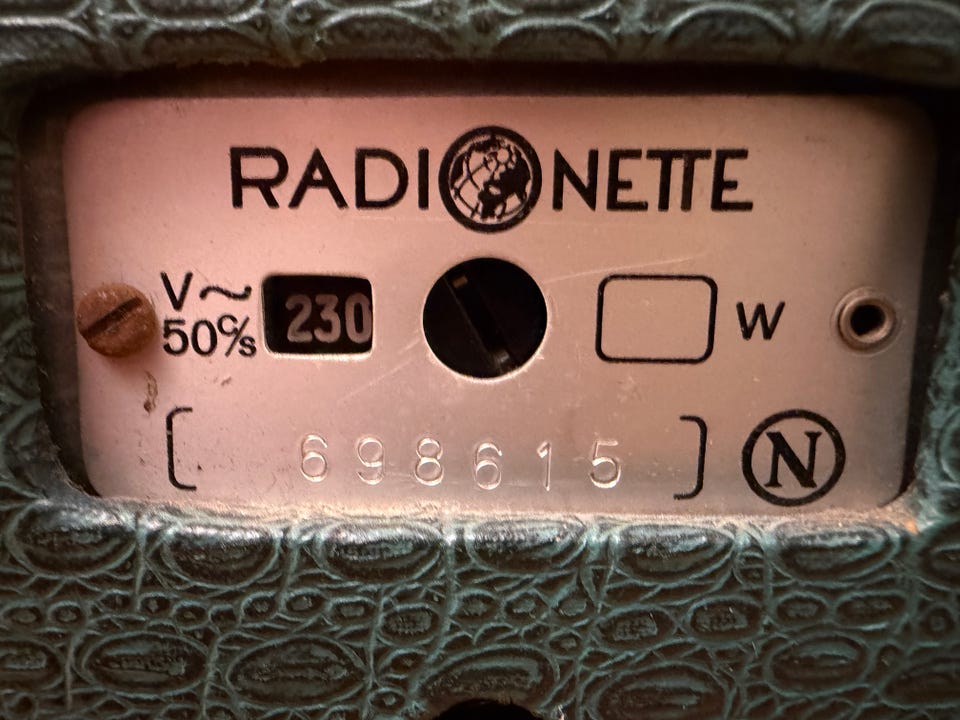 RADIONETTE
V~ 230 W
50 c/s
[ 698615 ] N